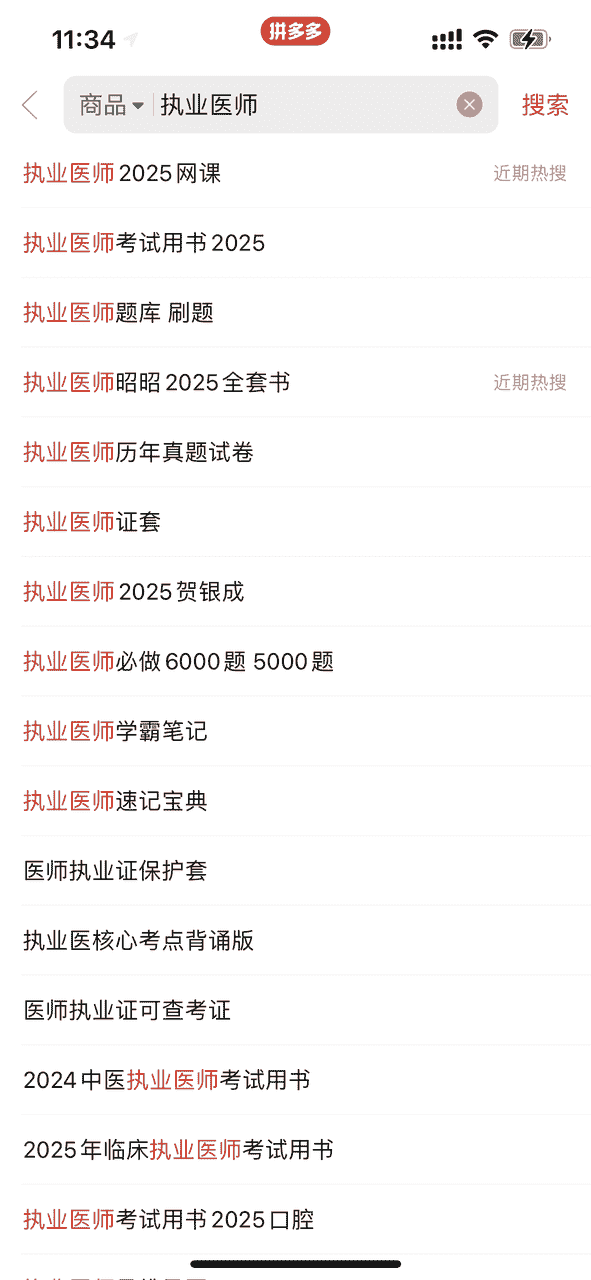 11:34
拼多多
商品 执业医师 搜索
执业医师2025网课 近期热搜
执业医师考试用书2025
执业医师题库 刷题
执业医师昭昭2025全套书 近期热搜
执业医师历年真题试卷
执业医师证套
执业医师2025贺银成
执业医师必做6000题 5000题
执业医师学霸笔记
执业医师速记宝典
医师执业证保护套
执业医核心考点背诵版
医师执业证可查考证
2024中医执业医师考试用书
2025年临床执业医师考试用书
执业医师考试用书2025口腔